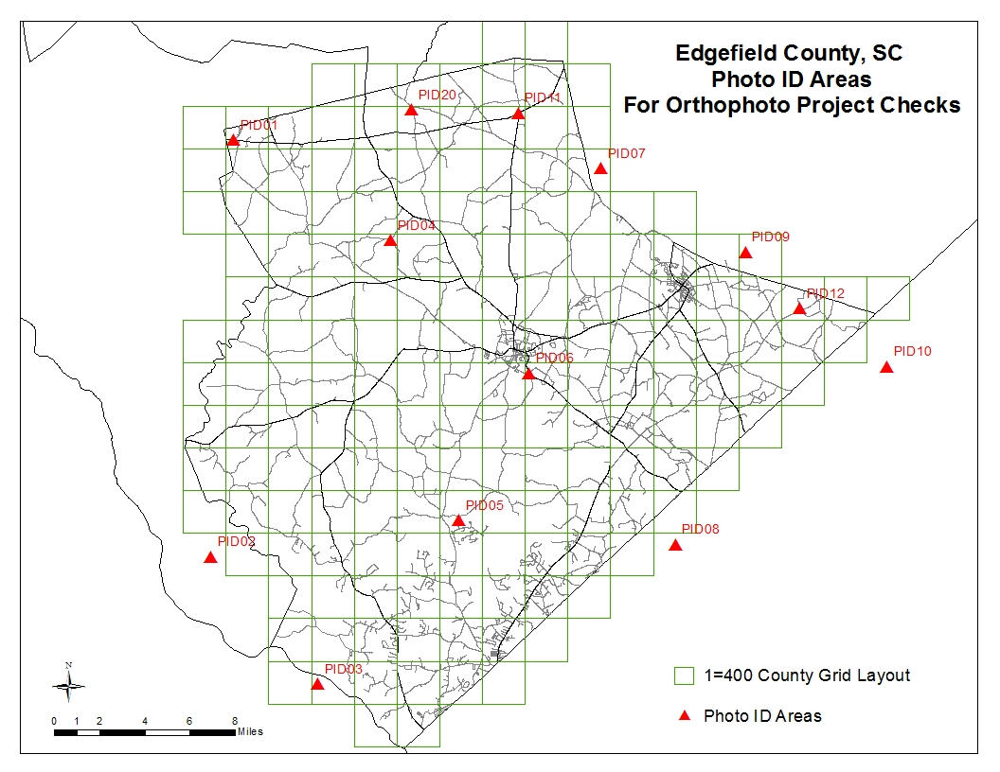 Edgefield County, SC
Photo ID Areas
For Orthophoto Project Checks
PID20
PID11
PID01
PID07
PID04
PID09
PID12
PID10
PID06
PID05
PID08
PID02
PID03
N
1=400 County Grid Layout
Photo ID Areas
0 1 2 4 6 8
Miles